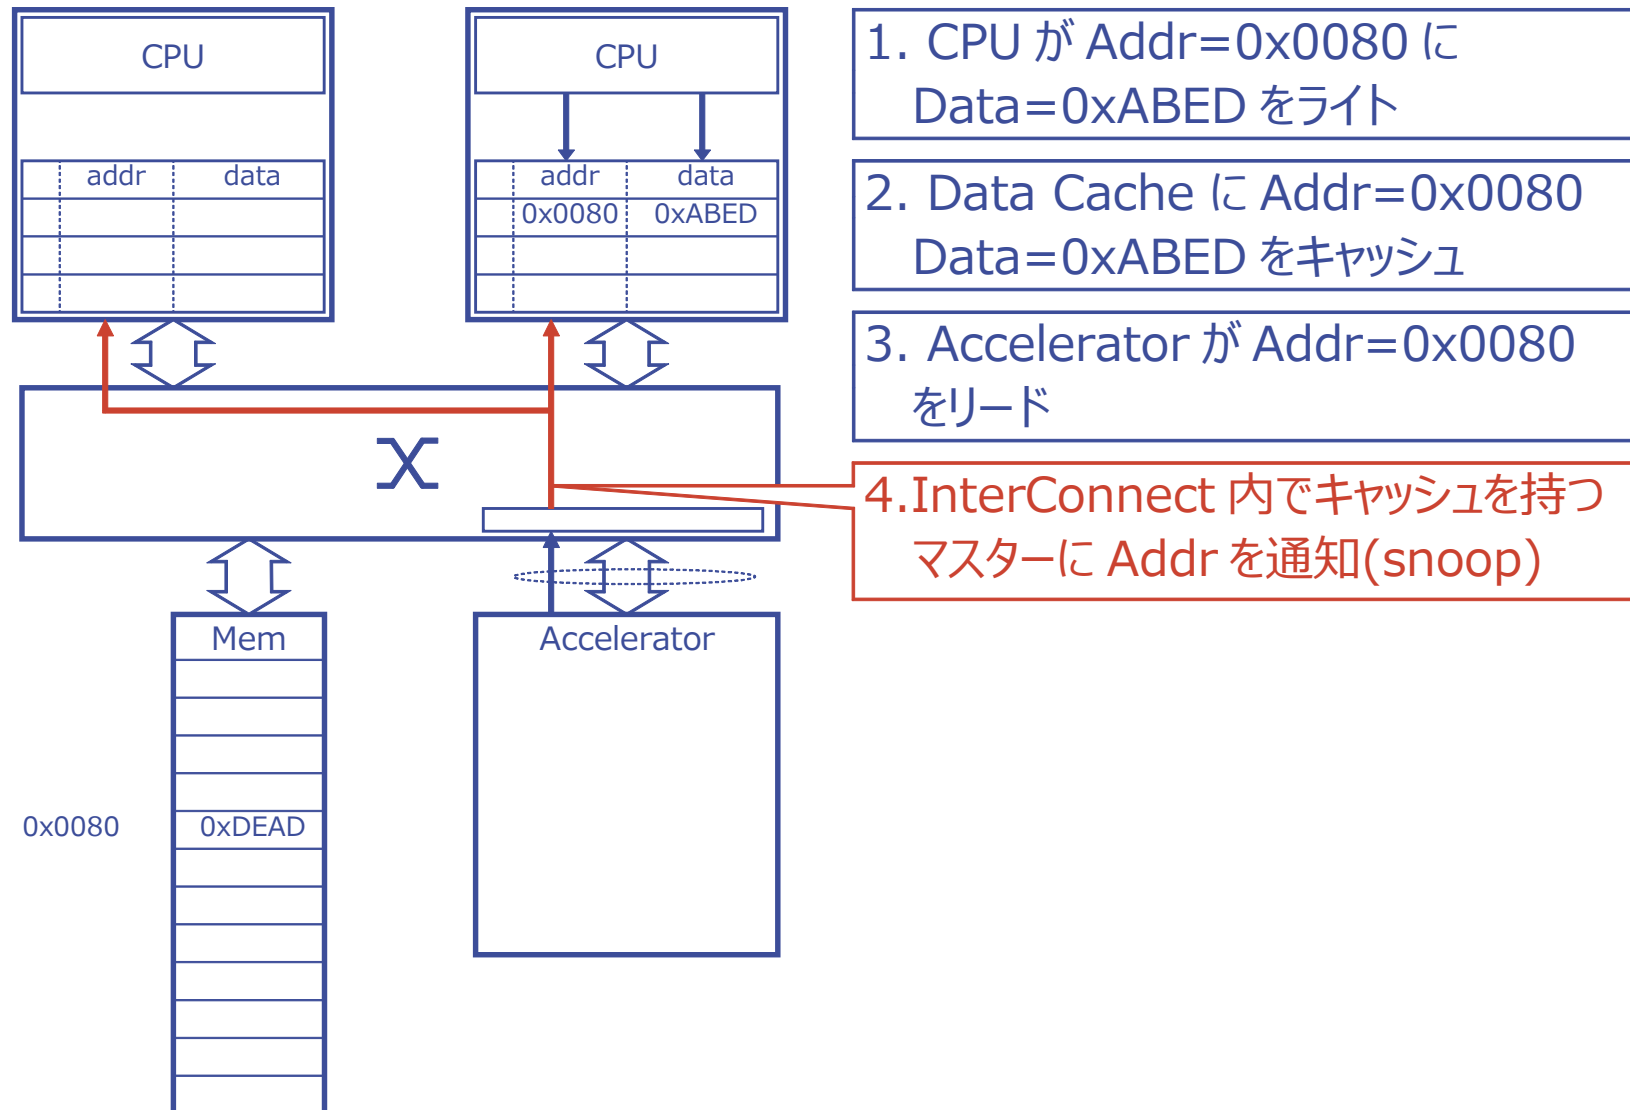 CPU
addr data
CPU
addr data
0x0080 0xABED
1. CPU が Addr=0x0080 に
Data=0xABED をライト
2. Data Cache に Addr=0x0080
Data=0xABED をキャッシュ
3. Accelerator が Addr=0x0080
をリード
4.InterConnect 内でキャッシュを持つ
マスターに Addr を通知(snoop)
Mem
0x0080 0xDEAD
Accelerator